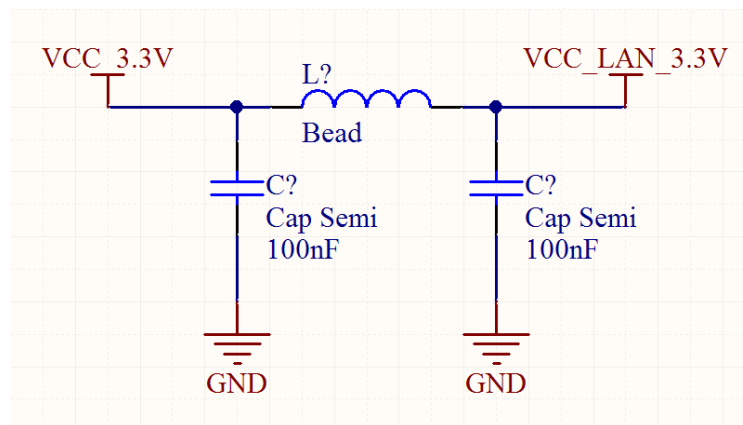 VCC_3.3V
L?
VCC_LAN_3.3V
Bead
C?
Cap Semi
100nF
C?
Cap Semi
100nF
GND
GND